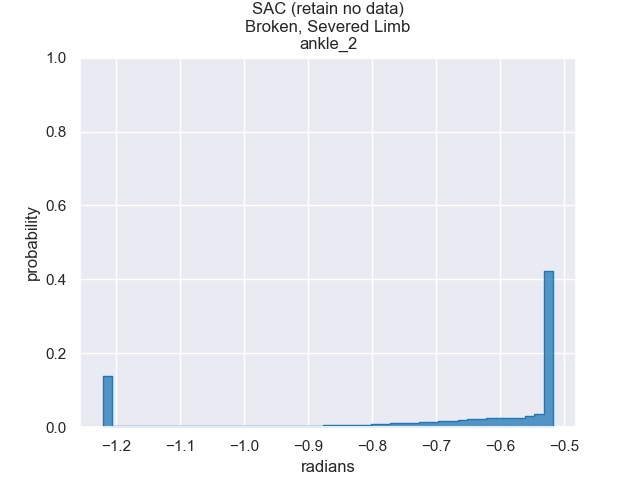 SAC (retain no data)
Broken, Severed Limb
ankle_2
1.0
0.8
0.6
0.4
0.2
0.0
probability
−1.2 −1.1 −1.0 −0.9 −0.8 −0.7 −0.6 −0.5
radians